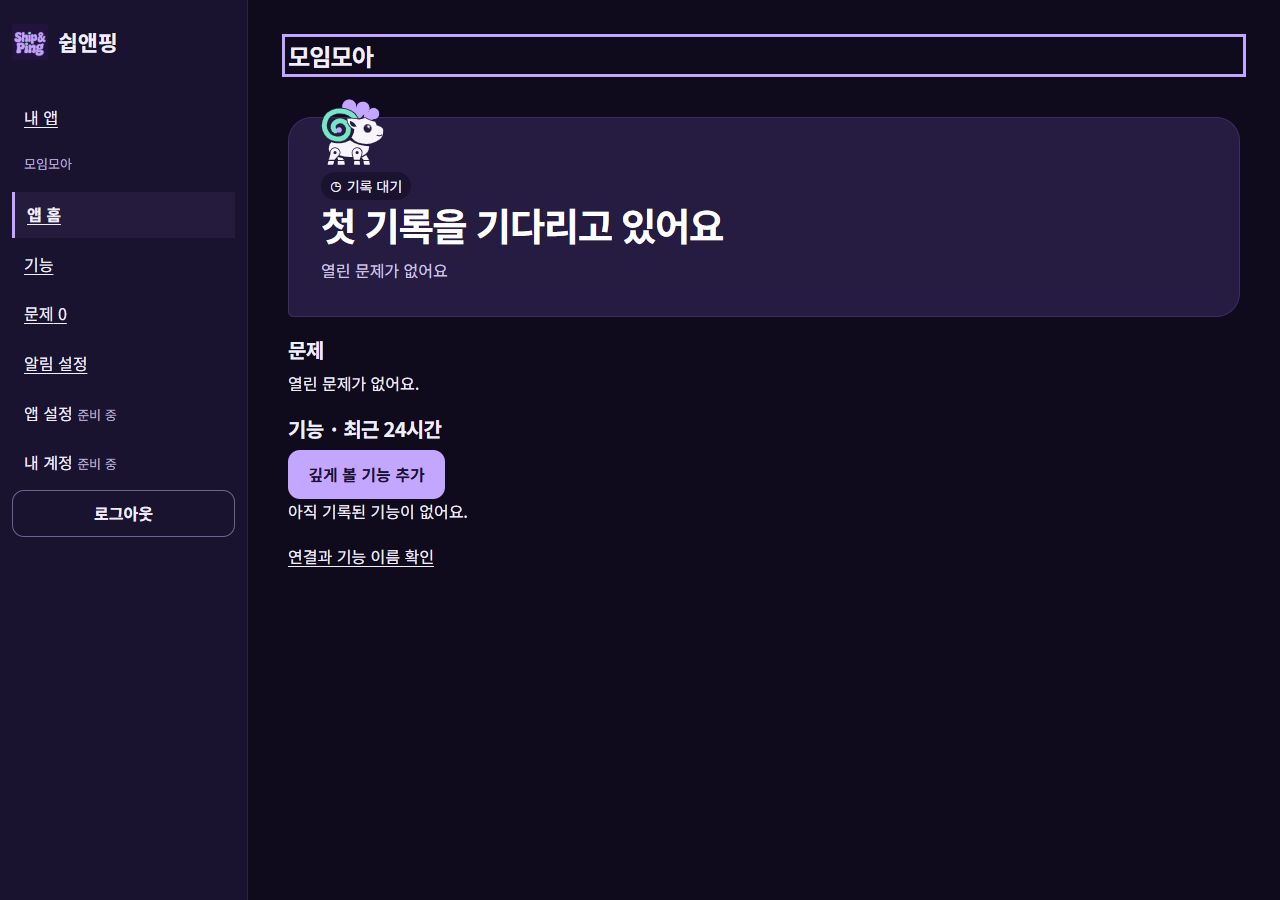 Ship&
Ping
쉽앤핑
내 앱
모임모아
앱 홈
기능
문제 0
알림 설정
앱 설정 준비 중
내 계정 준비 중
로그아웃
모임모아
기록 대기
첫 기록을 기다리고 있어요
열린 문제가 없어요
문제
열린 문제가 없어요.
기능 · 최근 24시간
깊게 볼 기능 추가
아직 기록된 기능이 없어요.
연결과 기능 이름 확인